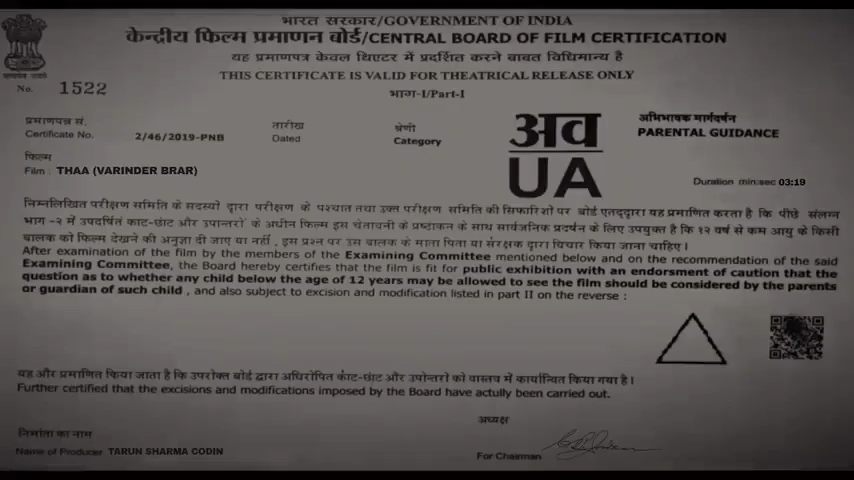 भारत सरकार/GOVERNMENT OF INDIA
केन्द्रीय फिल्म प्रमाणन बोर्ड/CENTRAL BOARD OF FILM CERTIFICATION
यह प्रमाणपत्र केवल थिएटर में प्रदर्शित करने बाबत विधिमान्य है
THIS CERTIFICATE IS VALID FOR THEATRICAL RELEASE ONLY
No. 1522
भाग-I/Part-I
प्रमाणपत्र सं.
Certificate No. 2/46/2019-PNB
तारीख
Dated
श्रेणी
Category
अव
UA
अभिभावक मार्गदर्शन
PARENTAL GUIDANCE
फिल्म
Film : THAA (VARINDER BRAR)
Duration min:sec 03:19
निम्नलिखित परीक्षण समिति के सदस्यों द्वारा परीक्षण के पश्चात तथा उक्त परीक्षण समिति की सिफारिशों पर बोर्ड एतद्द्वारा यह प्रमाणित करता है कि पीछे संलग्न
भाग -२ में उपदर्षित काट-छांट और उपान्तरों के अधीन फिल्म इस चेतावनी के प्रष्ठाकन के साथ सार्वजनिक प्रदर्षन के लिए उपयुक्त है कि १२ वर्ष से कम आयु के किसी
बालक को फिल्म देखने की अनुज्ञा दी जाए या नहीं , इस प्रश्न पर उस बालक के माता पिता या संरक्षक द्वारा विचार किया जाना चाहिए ।
After examination of the film by the members of the Examining Committee mentioned below and on the recommendation of the said
Examining Committee, the Board hereby certifies that the film is fit for public exhibition with an endorsment of caution that the
question as to whether any child below the age of 12 years may be allowed to see the film should be considered by the parents
or guardian of such child , and also subject to excision and modification listed in part II on the reverse :
यह और प्रमाणित किया जाता है कि उपरोक्त बोर्ड द्वारा अधिरोपित काट-छांट और उपोन्तरों को वास्तव में कार्यान्वित किया गया है ।
Further certified that the excisions and modifications imposed by the Board have actually been carried out.
अध्यक्ष
For Chairman
निर्माता का नाम
Name of Producer TARUN SHARMA CODIN